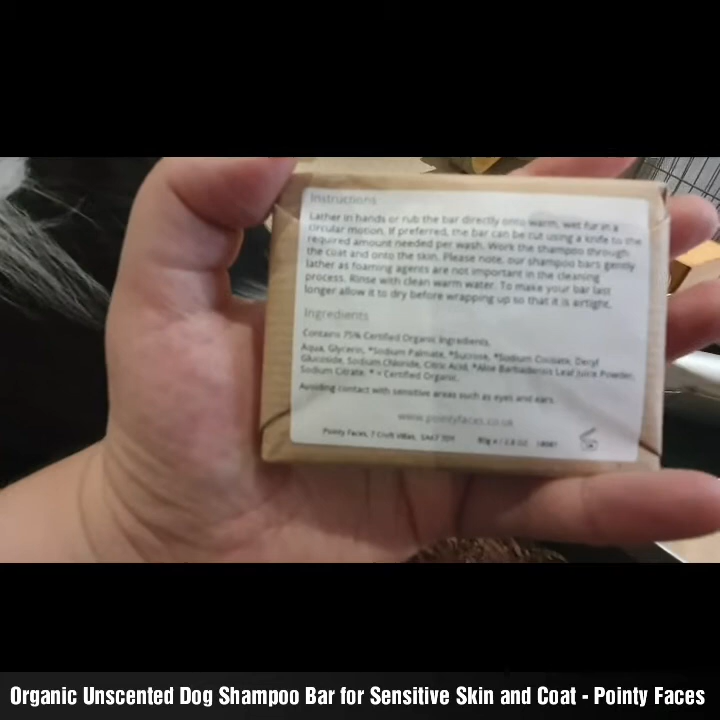 Instructions
Lather in hands or rub the bar directly onto warm, wet fur in a
circular motion. If preferred, the bar can be cut using a knife to the
required amount needed per wash. Work the shampoo through
the coat and onto the skin. Please note, our shampoo bars gently
lather as foaming agents are not important in the cleaning
process. Rinse with clean warm water. To make your bar last
longer allow it to dry before wrapping up so that it is airtight.
Ingredients
Contains 75% Certified Organic Ingredients.
Aqua, Glycerin, *Sodium Palmate, *Sucrose, *Sodium Cocoate, Decyl
Glucoside, Sodium Chloride, Citric Acid, *Aloe Barbadensis Leaf Juice Powder,
Sodium Citrate. * = Certified Organic.
Avoiding contact with sensitive areas such as eyes and ears.
www.pointyfaces.co.uk
Pointy Faces, 7 Croft Villas,
Organic Unscented Dog Shampoo Bar for Sensitive Skin and Coat - Pointy Faces